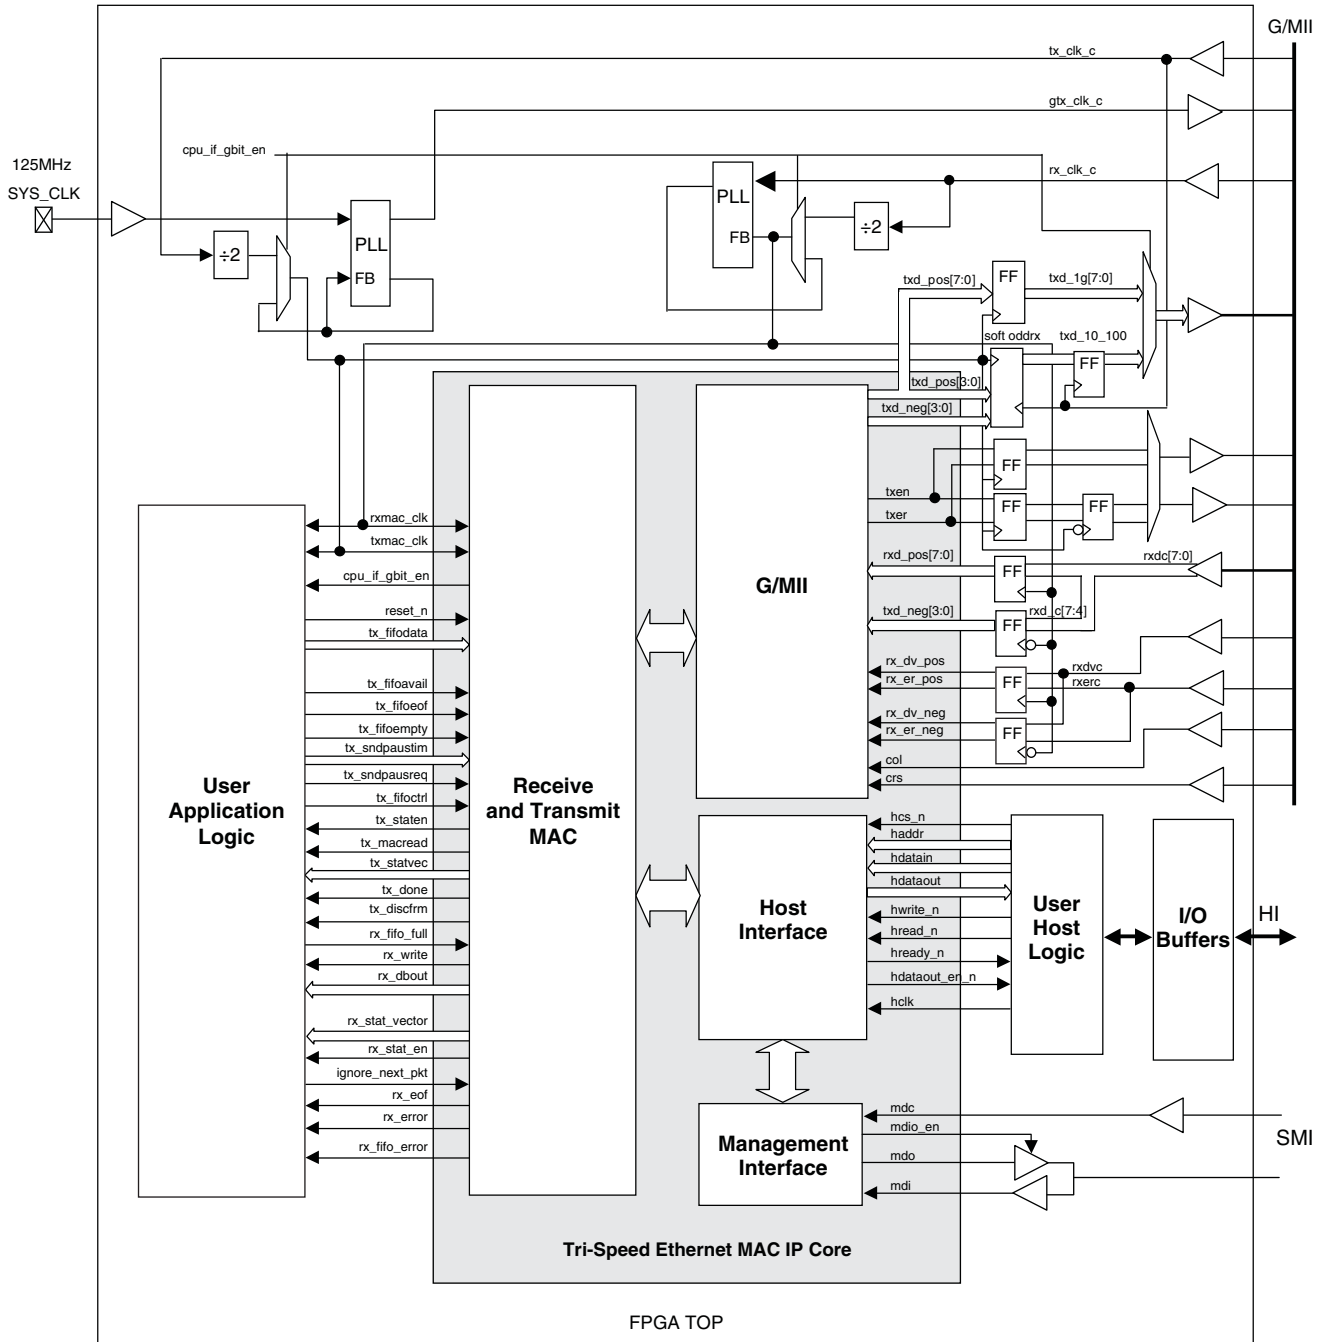 G/MII
tx_clk_c
gtx_clk_c
cpu_if_gbit_en
125MHz
SYS_CLK
rx_clk_c
PLL
FB
÷2
÷2
PLL
FB
txd_pos[7:0]
FF
txd_1g[7:0]
soft oddrx
txd_10_100
FF
txd_pos[3:0]
txd_neg[3:0]
FF
txen
FF
FF
txer
rxmac_clk
txmac_clk
cpu_if_gbit_en
reset_n
tx_fifodata
tx_fifoavail
tx_fifoeof
tx_fifoempty
tx_sndpaustim
tx_sndpausreq
tx_fifoctrl
tx_staten
tx_macread
tx_statvec
tx_done
tx_discfrm
rx_fifo_full
rx_write
rx_dbout
rx_stat_vector
rx_stat_en
ignore_next_pkt
rx_eof
rx_error
rx_fifo_error
User
Application
Logic
Receive
and Transmit
MAC
G/MII
rxd_pos[7:0]
FF
rxdc[7:0]
txd_neg[3:0]
FF
rxd_c[7:4]
rx_dv_pos
rx_er_pos
FF
rxdvc
rxerc
rx_dv_neg
rx_er_neg
FF
col
crs
Host
Interface
hcs_n
haddr
hdatain
hdataout
hwrite_n
hread_n
hready_n
hdataout_en_n
hclk
User
Host
Logic
I/O
Buffers
HI
Management
Interface
mdc
mdio_en
mdo
mdi
SMI
Tri-Speed Ethernet MAC IP Core
FPGA TOP